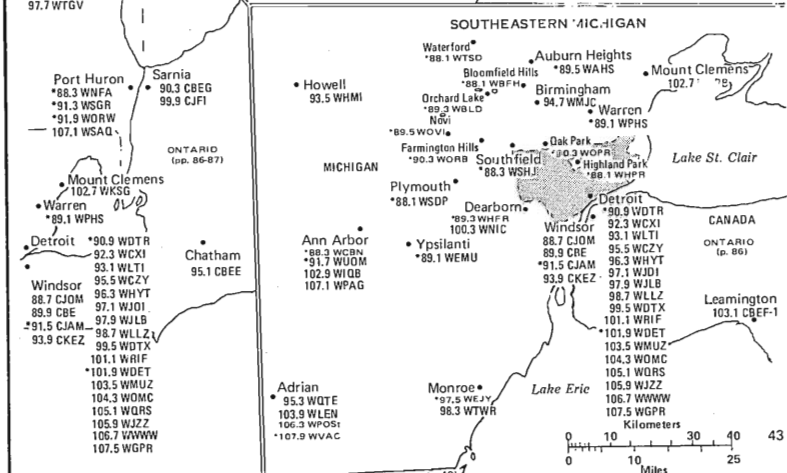 97.7 WTGV
Port Huron
*88.3 WNFA
*91.3 WSGR
*91.9 WORW
107.1 WSAQ
Sarnia
90.3 CBEG
99.9 CJFI
ONTARIO
(pp. 86-87)
Mount Clemens
102.7 WKSG
Warren
*89.1 WPHS
Detroit
*90.9 WDTR
92.3 WCXI
93.1 WLTI
95.5 WCZY
96.3 WHYT
97.1 WJOI
97.9 WJLB
98.7 WLLZ
99.5 WDTX
101.1 WRIF
*101.9 WDET
103.5 WMUZ
104.3 WOMC
105.1 WQRS
105.9 WJZZ
106.7 WWWW
107.5 WGPR
Windsor
88.7 CJOM
89.9 CBE
*91.5 CJAM
93.9 CKEZ
Chatham
95.1 CBEE
SOUTHEASTERN MICHIGAN
Waterford
*88.1 WTSD
Auburn Heights
*89.5 WAHS
Mount Clemens
102.7
Howell
93.5 WHMI
Bloomfield Hills
*88.1 WBFH
Birmingham
94.7 WMJC
Orchard Lake
*89.3 WBLD
Warren
*89.1 WPHS
Novi
*89.5 WOVI
Farmington Hills
*90.3 WORB
Oak Park
*90.3 WOPR
Southfield
*88.3 WSHJ
Highland Park
*88.1 WHPR
Lake St. Clair
MICHIGAN
Plymouth
*88.1 WSDP
Dearborn
*89.3 WHFR
100.3 WNIC
Detroit
*90.9 WDTR
92.3 WCXI
93.1 WLTI
95.5 WCZY
96.3 WHYT
97.1 WJDI
97.9 WJLB
98.7 WLLZ
99.5 WDTX
101.1 WRIF
*101.9 WDET
103.5 WMUZ
104.3 WOMC
105.1 WQRS
105.9 WJZZ
106.7 WWWW
107.5 WGPR
CANADA
ONTARIO
(p. 86)
Windsor
88.7 CJOM
89.9 CRE
*91.5 CJAM
93.9 CKEZ
Ann Arbor
*88.3 WCBN
*91.7 WUOM
102.9 WIQB
107.1 WPAG
Ypsilanti
*89.1 WEMU
Leamington
103.1 CBEF-1
Adrian
95.3 WQTE
103.9 WLEN
106.3 WPOSt
*107.9 WVAC
Monroe
*97.5 WEJY
98.3 WTWR
Lake Eric
Kilometers
0 10 20 30 40
0 10 25
Miles
43